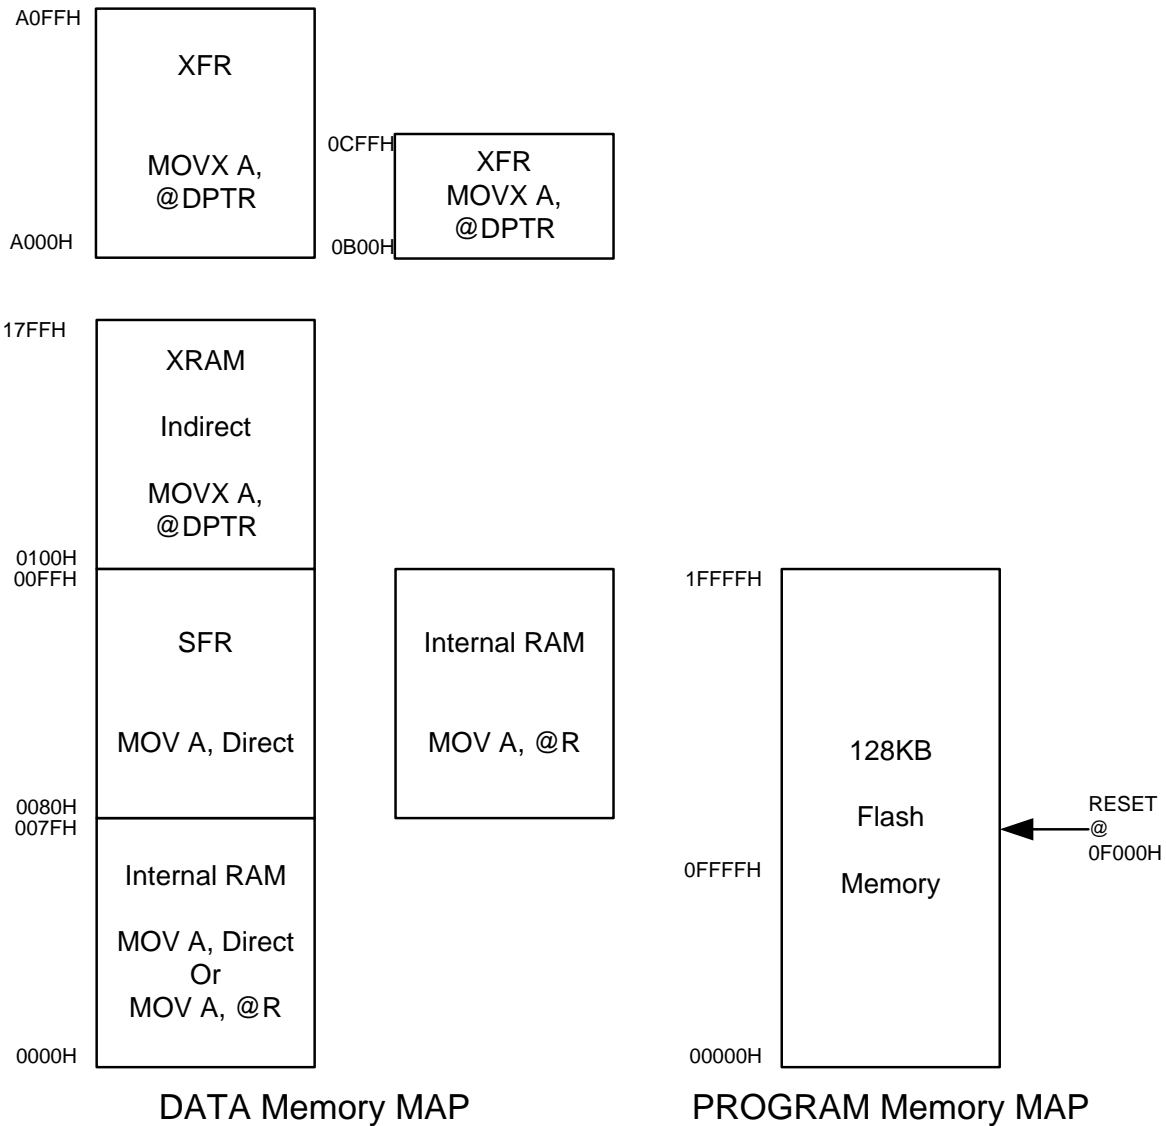 A0FFH
XFR
MOVX A,
@DPTR
A000H
0CFFH
XFR
MOVX A,
@DPTR
0B00H
17FFH
XRAM
Indirect
MOVX A,
@DPTR
0100H
00FFH
SFR
MOV A, Direct
0080H
007FH
Internal RAM
MOV A, Direct
Or
MOV A, @R
0000H
Internal RAM
MOV A, @R
DATA Memory MAP
1FFFFH
128KB
Flash
Memory
0FFFFH
00000H
RESET
@
0F000H
PROGRAM Memory MAP